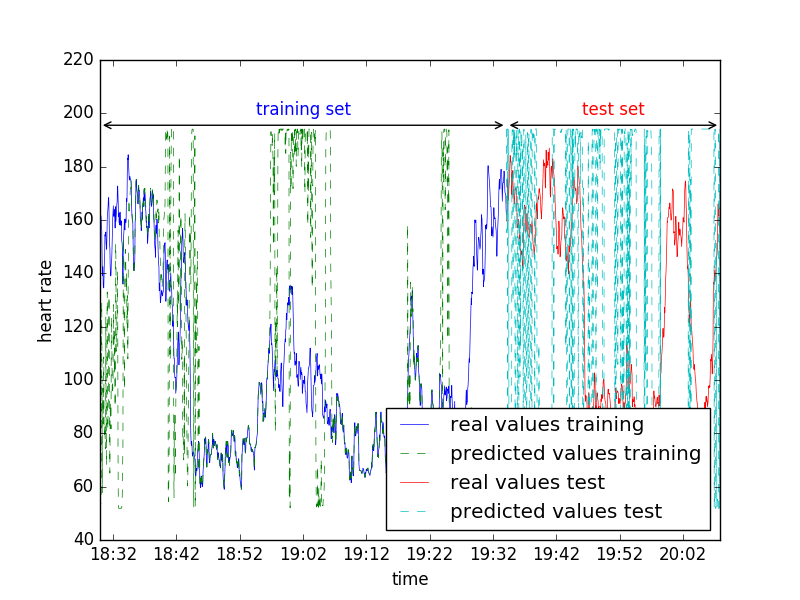 220
200
180
160
140
120
100
80
60
40
heart rate
training set
test set
real values training
predicted values training
real values test
predicted values test
18:32 18:42 18:52 19:02 19:12 19:22 19:32 19:42 19:52 20:02
time